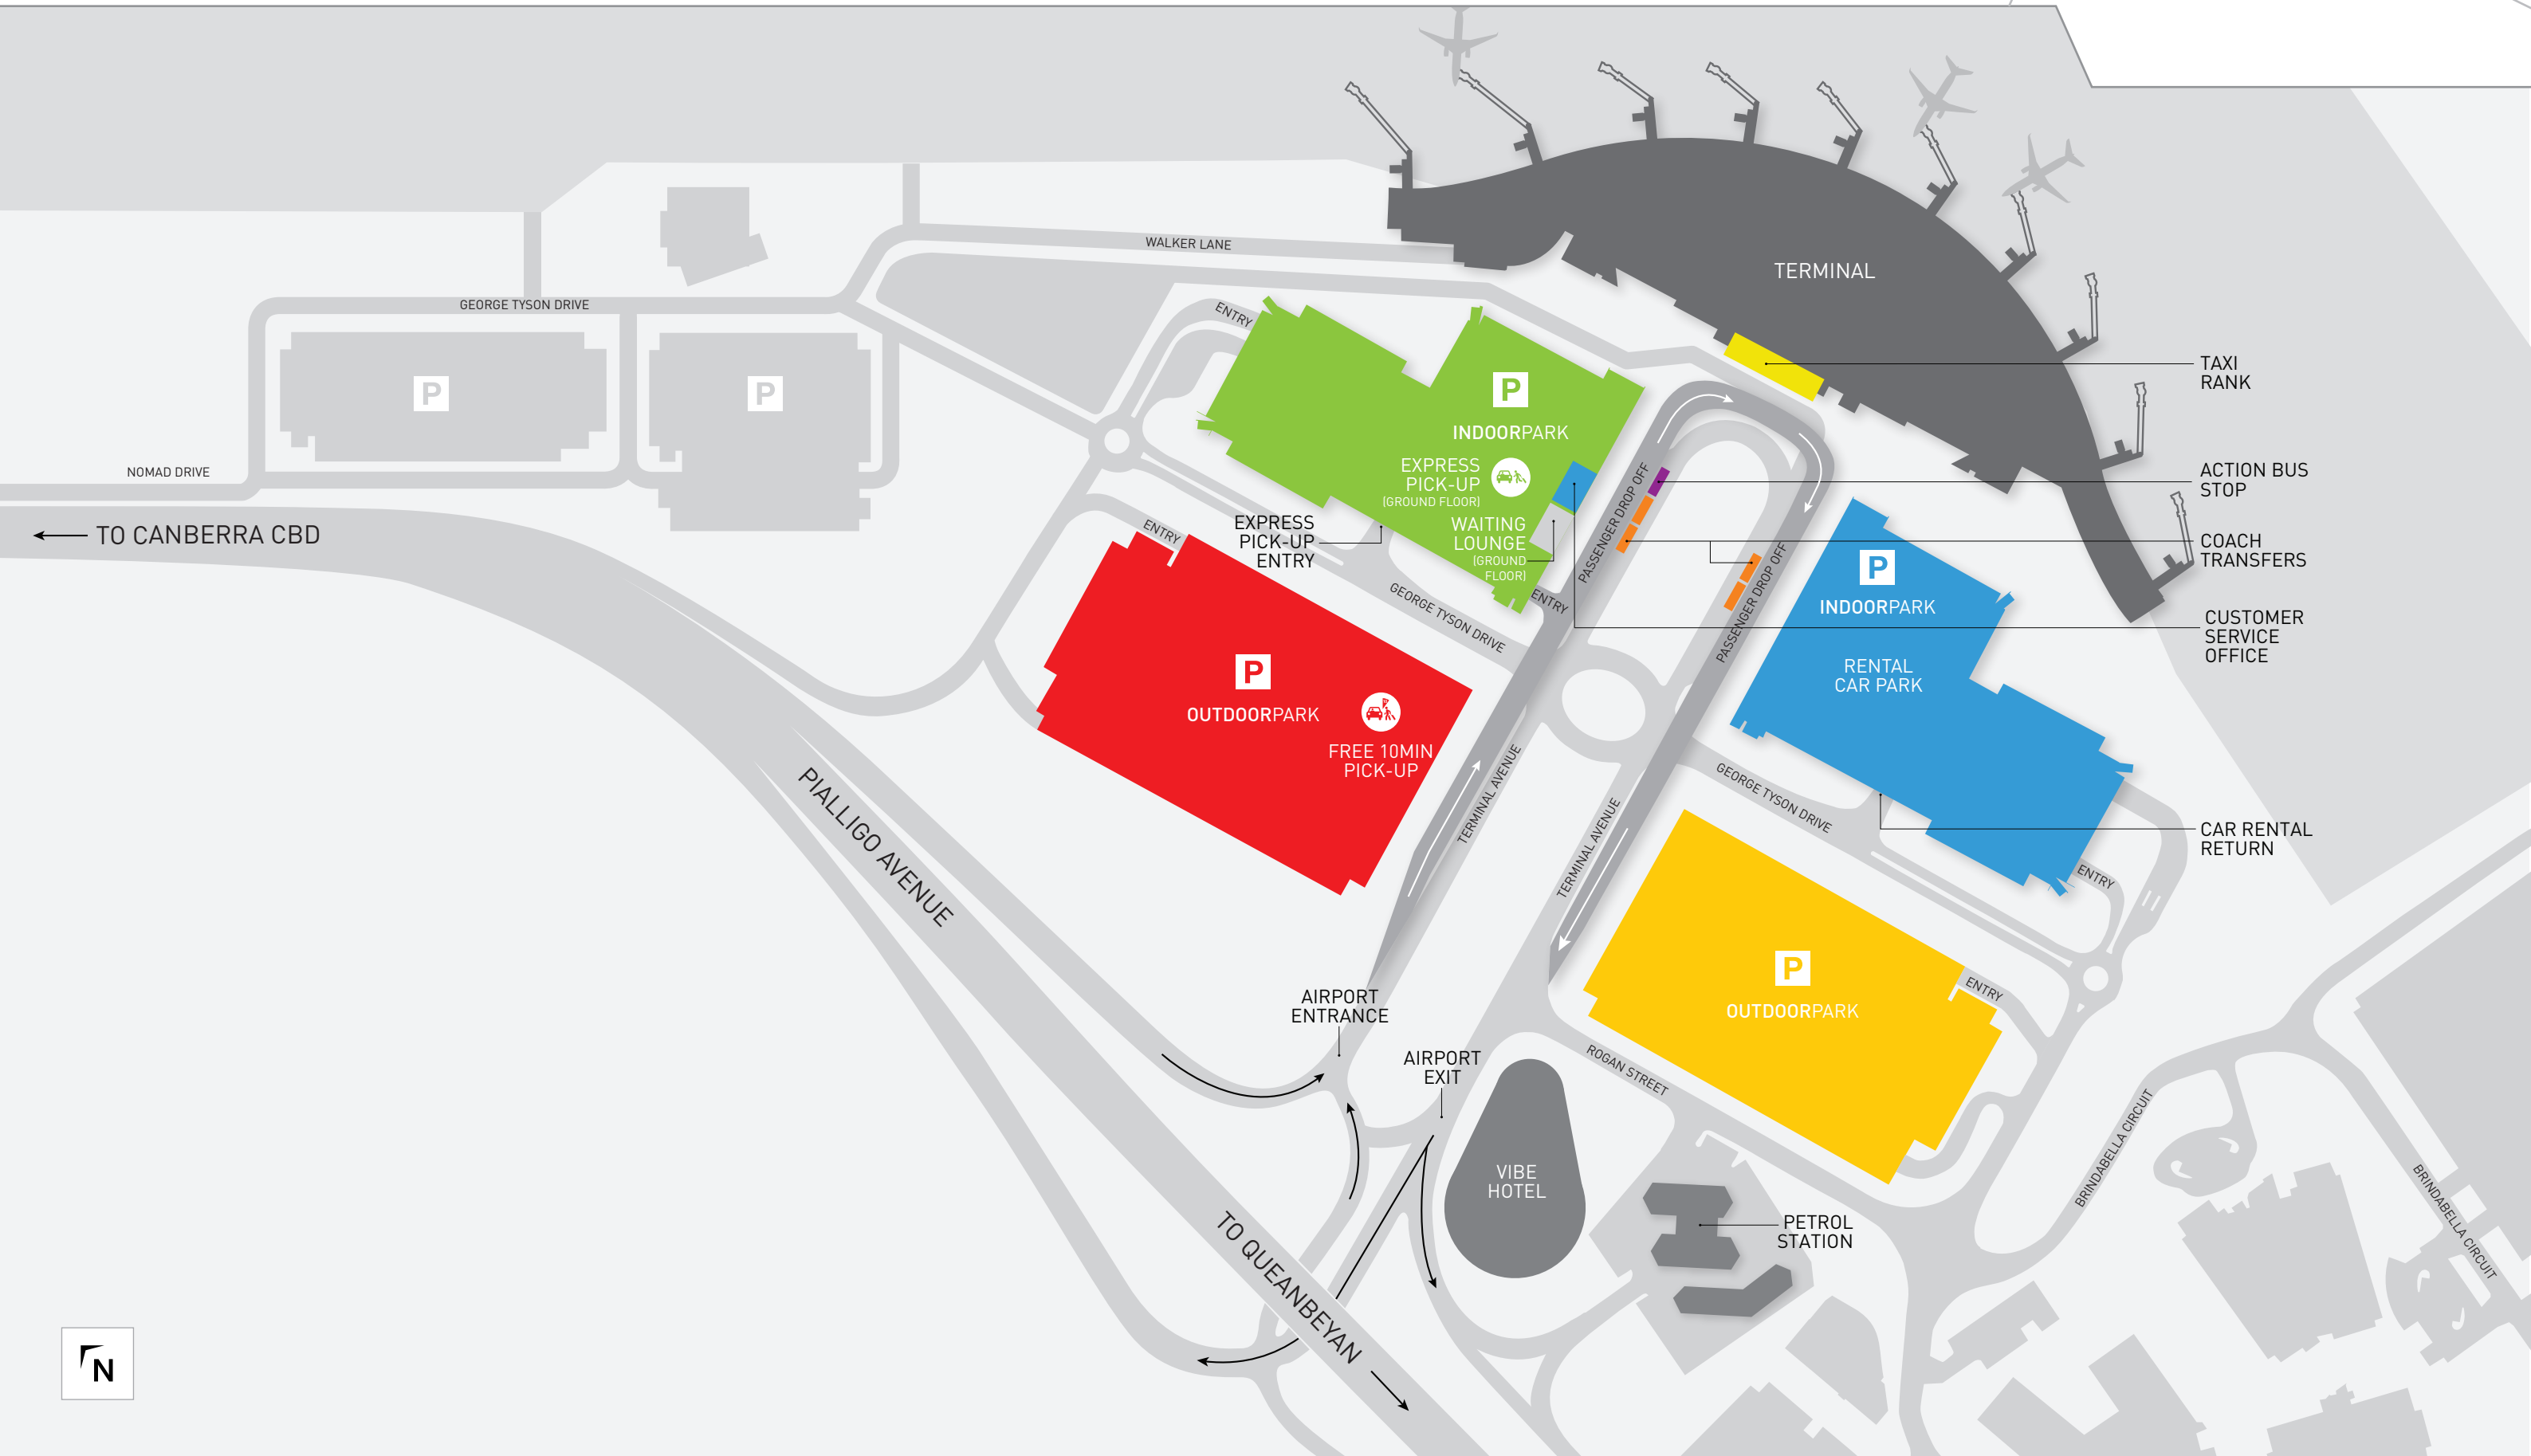 WALKER LANE
TERMINAL
GEORGE TYSON DRIVE
ENTRY
TAXI
RANK
P
P
P
INDOORPARK
NOMAD DRIVE
EXPRESS
PICK-UP
(GROUND FLOOR)
ACTION BUS
STOP
TO CANBERRA CBD
ENTRY
EXPRESS
PICK-UP
ENTRY
WAITING
LOUNGE
(GROUND
FLOOR)
PASSENGER DROP OFF
COACH
TRANSFERS
PASSENGER DROP OFF
P
INDOORPARK
GEORGE TYSON DRIVE
ENTRY
CUSTOMER
SERVICE
OFFICE
RENTAL
CAR PARK
P
OUTDOORPARK
P
FREE 10MIN
PICK-UP
TERMINAL AVENUE
GEORGE TYSON DRIVE
TERMINAL AVENUE
CAR RENTAL
RETURN
PIALLIGO AVENUE
ENTRY
P
OUTDOORPARK
ENTRY
AIRPORT
ENTRANCE
AIRPORT
EXIT
ROGAN STREET
BRINDABELLA CIRCUIT
VIBE
HOTEL
PETROL
STATION
BRINDABELLA CIRCUIT
TO QUEANBEYAN
N